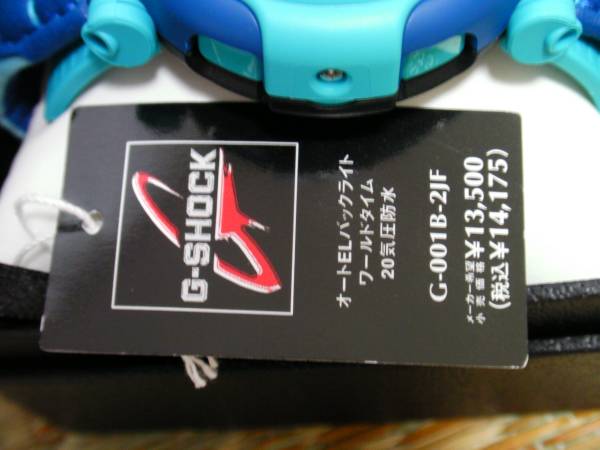 G-SHOCK
オートELバックライト
ワールドタイム
20気圧防水
G-001B-2JF
メーカー希望
小売価格 ¥13,500
(税込¥14,175)